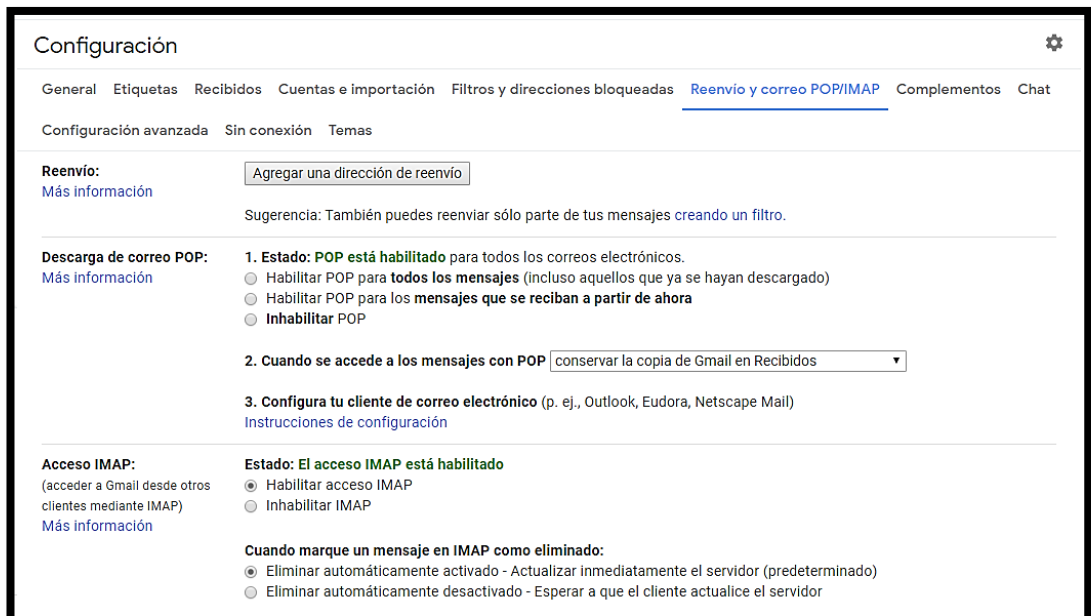 Configuración
General Etiquetas Recibidos Cuentas e importación Filtros y direcciones bloqueadas Reenvío y correo POP/IMAP Complementos Chat
Configuración avanzada Sin conexión Temas
Reenvío:
Más información
Agregar una dirección de reenvío
Sugerencia: También puedes reenviar sólo parte de tus mensajes creando un filtro.
Descarga de correo POP:
Más información
1. Estado: POP está habilitado para todos los correos electrónicos.
Habilitar POP para todos los mensajes (incluso aquellos que ya se hayan descargado)
Habilitar POP para los mensajes que se reciban a partir de ahora
Inhabilitar POP
2. Cuando se accede a los mensajes con POP conservar la copia de Gmail en Recibidos
3. Configura tu cliente de correo electrónico (p. ej., Outlook, Eudora, Netscape Mail)
Instrucciones de configuración
Acceso IMAP:
(acceder a Gmail desde otros
clientes mediante IMAP)
Más información
Estado: El acceso IMAP está habilitado
Habilitar acceso IMAP
Inhabilitar IMAP
Cuando marque un mensaje en IMAP como eliminado:
Eliminar automáticamente activado - Actualizar inmediatamente el servidor (predeterminado)
Eliminar automáticamente desactivado - Esperar a que el cliente actualice el servidor